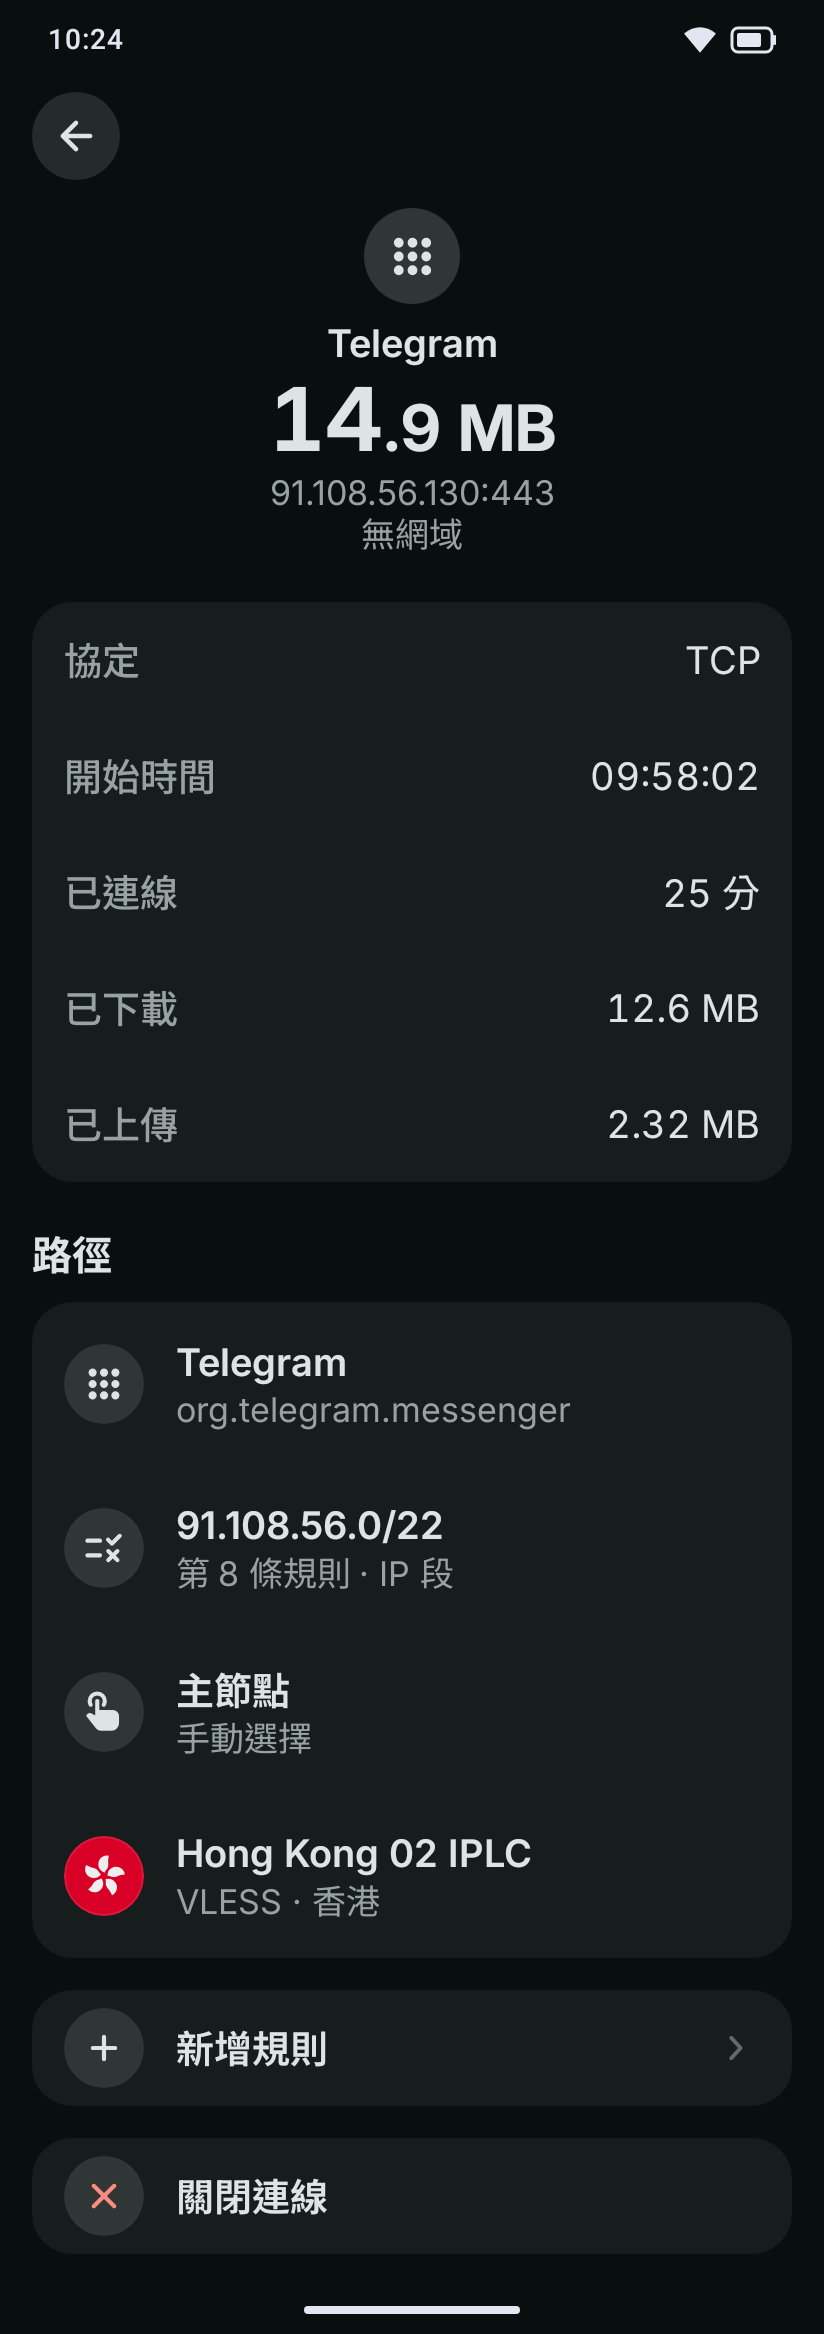 10:24
Telegram
14.9 MB
91.108.56.130:443
無網域
協定 TCP
開始時間 09:58:02
已連線 25 分
已下載 12.6 MB
已上傳 2.32 MB
路徑
Telegram
org.telegram.messenger
91.108.56.0/22
第 8 條規則 · IP 段
主節點
手動選擇
Hong Kong 02 IPLC
VLESS · 香港
新增規則
關閉連線